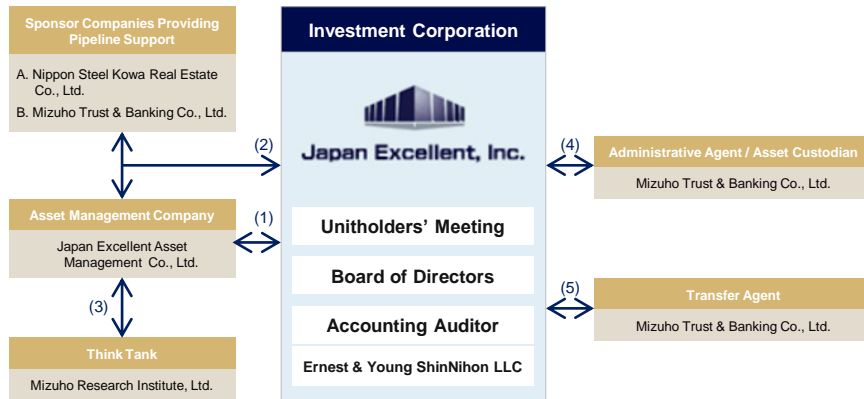 Sponsor Companies Providing
Pipeline Support
A. Nippon Steel Kowa Real Estate
Co., Ltd.
B. Mizuho Trust & Banking Co., Ltd.
(2)
Asset Management Company
Japan Excellent Asset
Management Co., Ltd.
(1)
(3)
Think Tank
Mizuho Research Institute, Ltd.
Investment Corporation
Japan Excellent, Inc.
Unitholders’ Meeting
Board of Directors
Accounting Auditor
Ernest & Young ShinNihon LLC
(4)
Administrative Agent / Asset Custodian
Mizuho Trust & Banking Co., Ltd.
(5)
Transfer Agent
Mizuho Trust & Banking Co., Ltd.